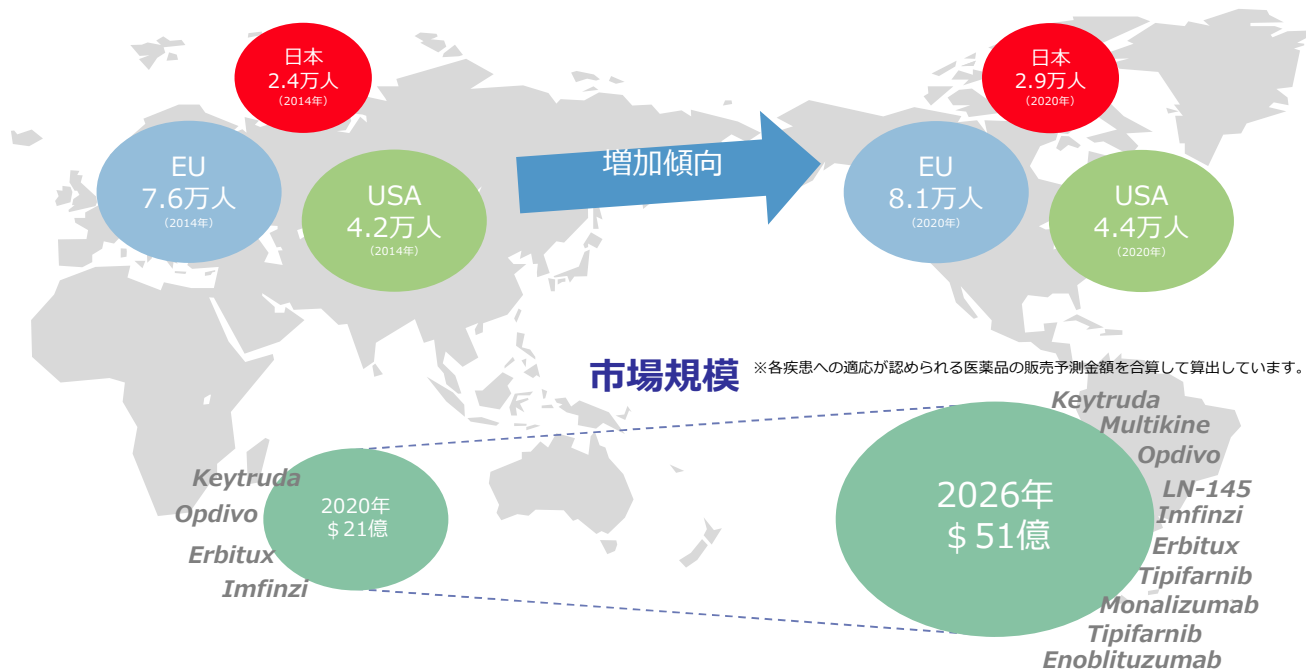 日本
2.4万人
(2014年)
EU
7.6万人
(2014年)
USA
4.2万人
(2014年)
増加傾向
日本
2.9万人
(2020年)
EU
8.1万人
(2020年)
USA
4.4万人
(2020年)
市場規模 ※各疾患への適応が認められる医薬品の販売予測金額を合算して算出しています。
Keytruda
Opdivo
Erbitux
Imfinzi
2020年
$21億
2026年
$51億
Keytruda
Multikine
Opdivo
LN-145
Imfinzi
Erbitux
Tipifarnib
Monalizumab
Tipifarnib
Enoblituzumab